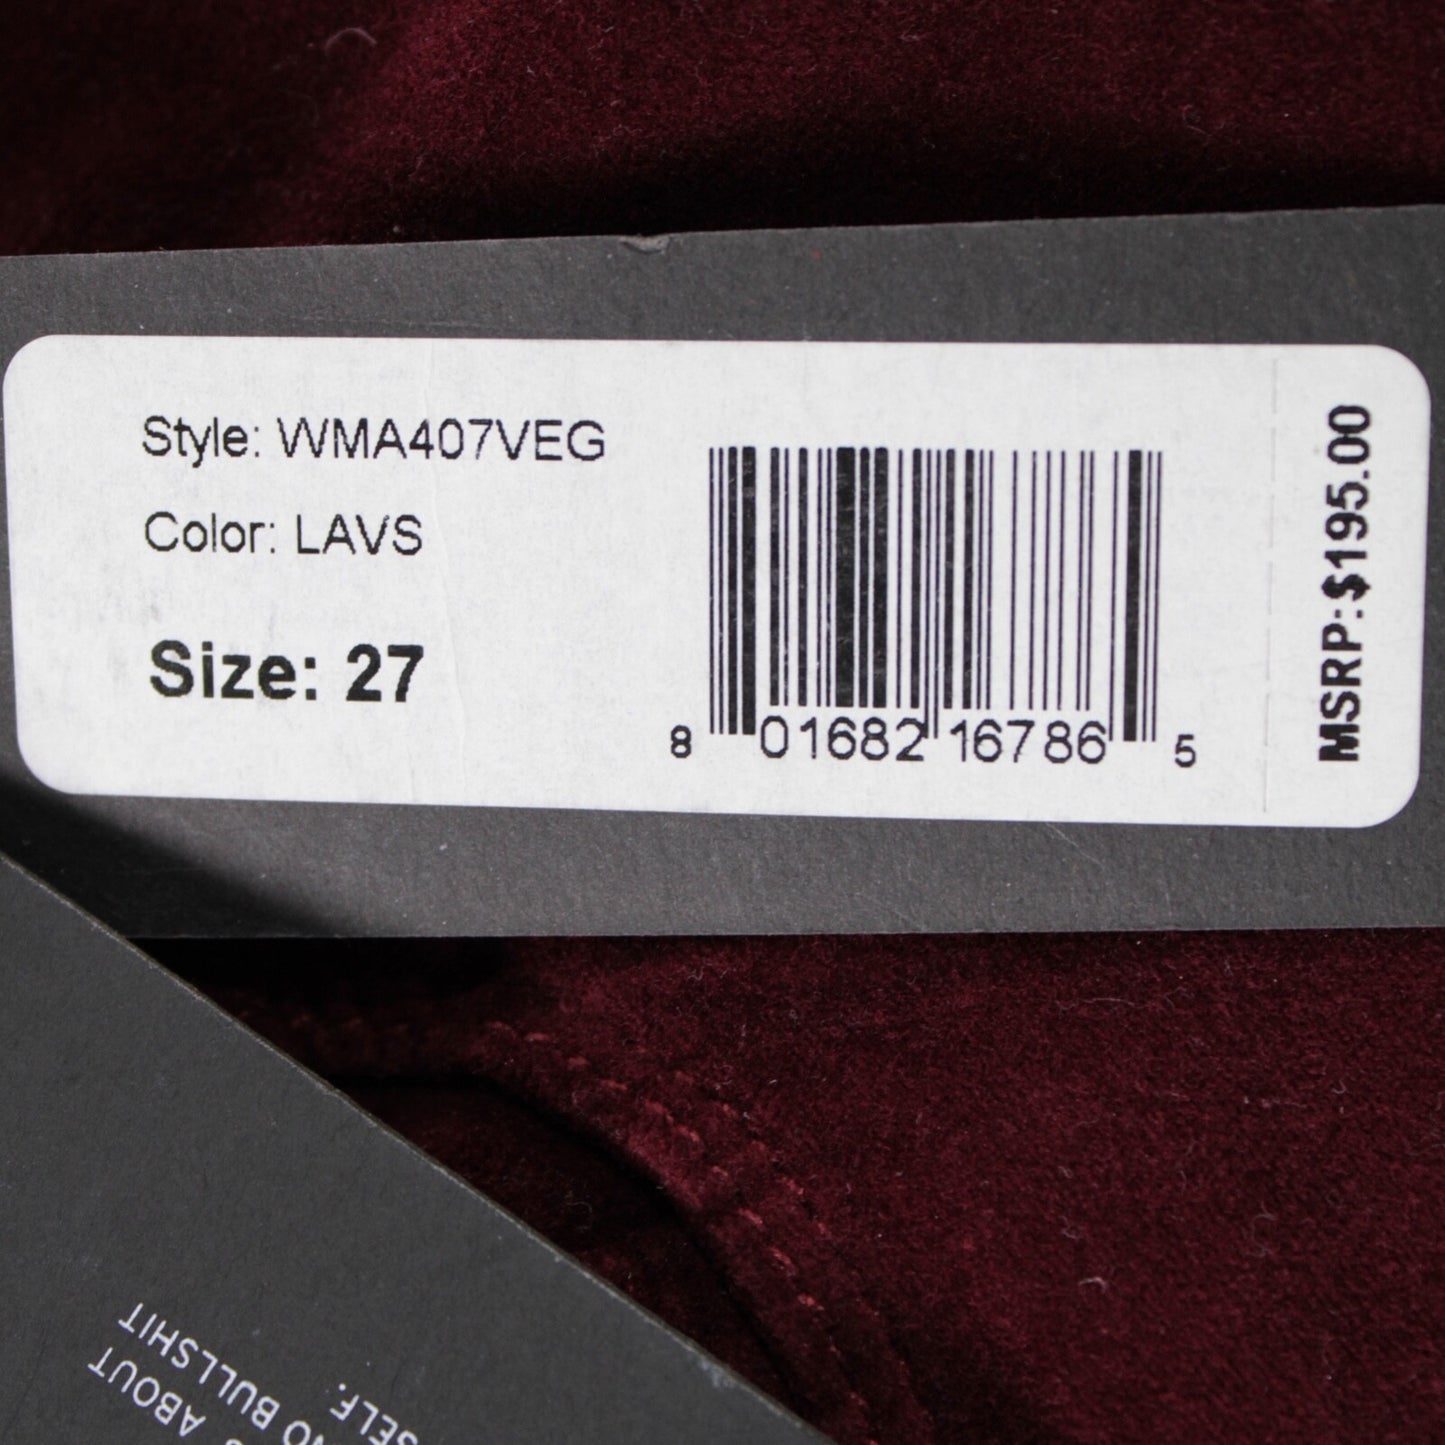 Style: WMA407VEG
Color: LAVS
Size: 27
8 01682 16786 5
MSRP:$195.00
SELF.
NO BULLSHIT
ABOUT